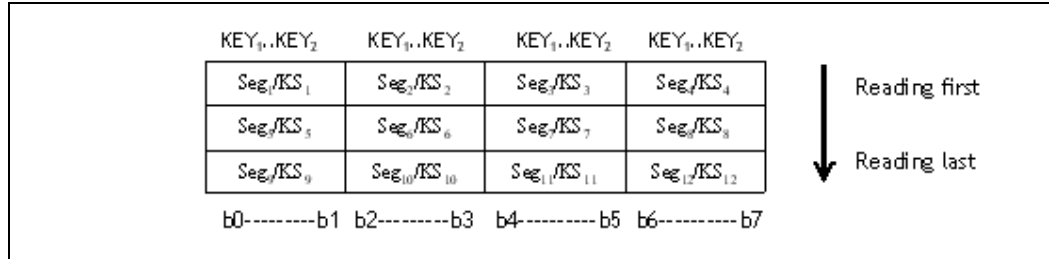 KEY₁..KEY₂ KEY₁..KEY₂ KEY₁..KEY₂ KEY₁..KEY₂
Seg₁/KS₁ Seg₂/KS₂ Seg₃/KS₃ Seg₄/KS₄ Reading first
Seg₅/KS₅ Seg₆/KS₆ Seg₇/KS₇ Seg₈/KS₈
Seg₉/KS₉ Seg₁₀/KS₁₀ Seg₁₁/KS₁₁ Seg₁₂/KS₁₂ Reading last
b0---------b1 b2---------b3 b4----------b5 b6----------b7